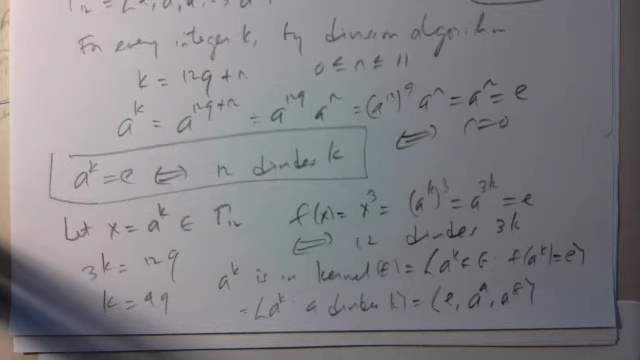 For every integer k, by division algorithm
k = 12q + r 0 ≤ r ≤ 11
a^k = a^{12q+r} = a^{12q} a^r = (a^{12})^q a^r = a^r = e
⟺ r=0
a^k = e ⟺ n divides k
Let x = a^k ∈ Γ_12 f(x) = x^3 = (a^k)^3 = a^{3k} = e
⟺ 12 divides 3k
3k = 12q a^k is in kernel(f) = {a^k ∈ G : f(a^k) = e}
k = 4q = {a^k : 4 divides k} = {e, a^4, a^8}